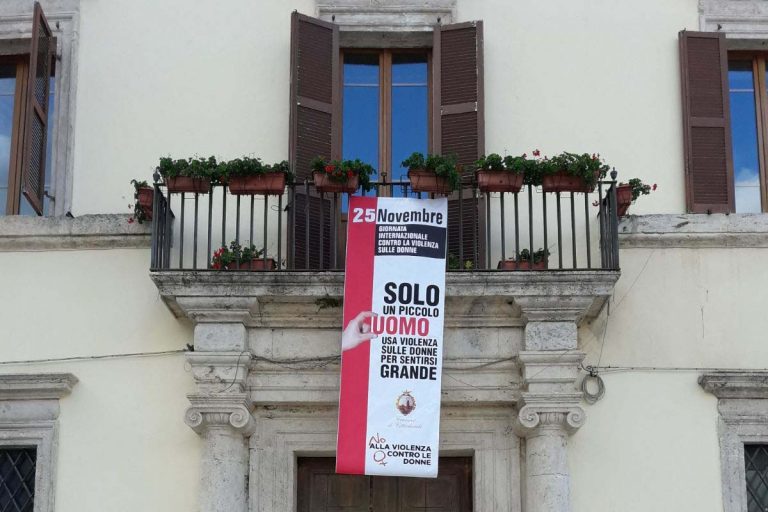 25 Novembre
GIORNATA
INTERNAZIONALE
CONTRO LA VIOLENZA
SULLE DONNE
SOLO
UN PICCOLO
UOMO
USA VIOLENZA
SULLE DONNE
PER SENTIRSI
GRANDE
No
ALLA VIOLENZA
CONTRO LE
DONNE